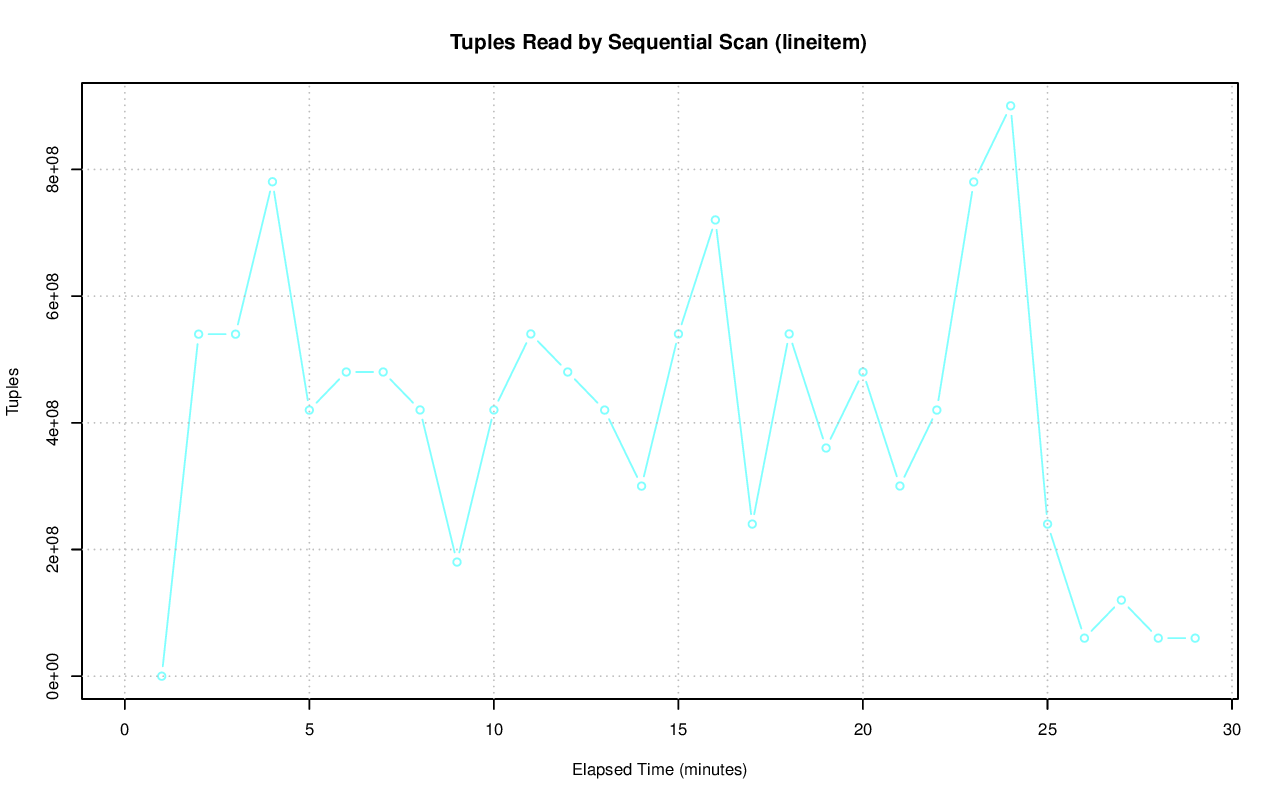 Tuples Read by Sequential Scan (lineitem)
8e+08
6e+08
4e+08
2e+08
0e+00
Tuples
0 5 10 15 20 25 30
Elapsed Time (minutes)